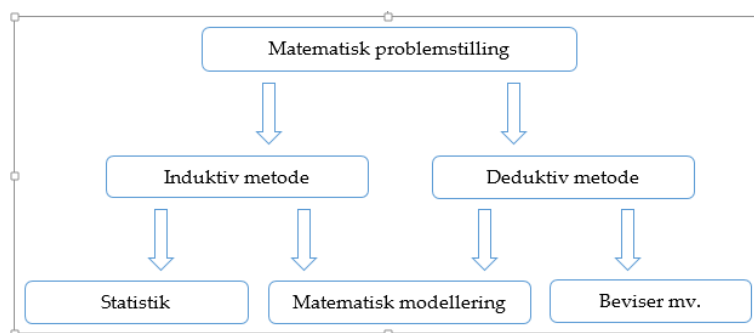 Matematisk problemstilling
Induktiv metode
Deduktiv metode
Statistik
Matematisk modellering
Beviser mv.